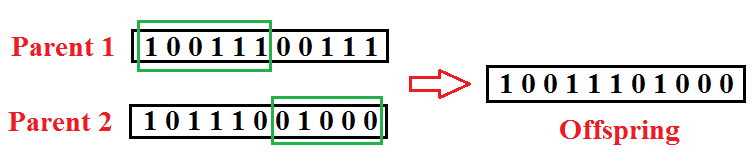 Parent 1 1 0 0 1 1 1 0 0 1 1 1
1 0 0 1 1 1 0 1 0 0 0
Parent 2 1 0 1 1 1 0 0 1 0 0 0
Offspring